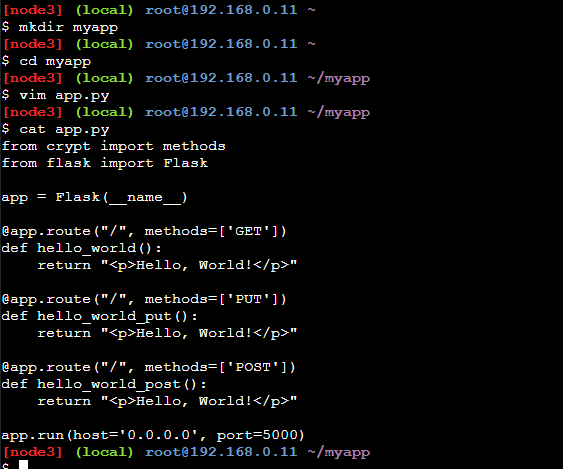 [node3] (local) root@192.168.0.11 ~
$ mkdir myapp
[node3] (local) root@192.168.0.11 ~
$ cd myapp
[node3] (local) root@192.168.0.11 ~/myapp
$ vim app.py
[node3] (local) root@192.168.0.11 ~/myapp
$ cat app.py
from crypt import methods
from flask import Flask

app = Flask(__name__)

@app.route("/", methods=['GET'])
def hello_world():
    return "<p>Hello, World!</p>"

@app.route("/", methods=['PUT'])
def hello_world_put():
    return "<p>Hello, World!</p>"

@app.route("/", methods=['POST'])
def hello_world_post():
    return "<p>Hello, World!</p>"

app.run(host='0.0.0.0', port=5000)
[node3] (local) root@192.168.0.11 ~/myapp
$